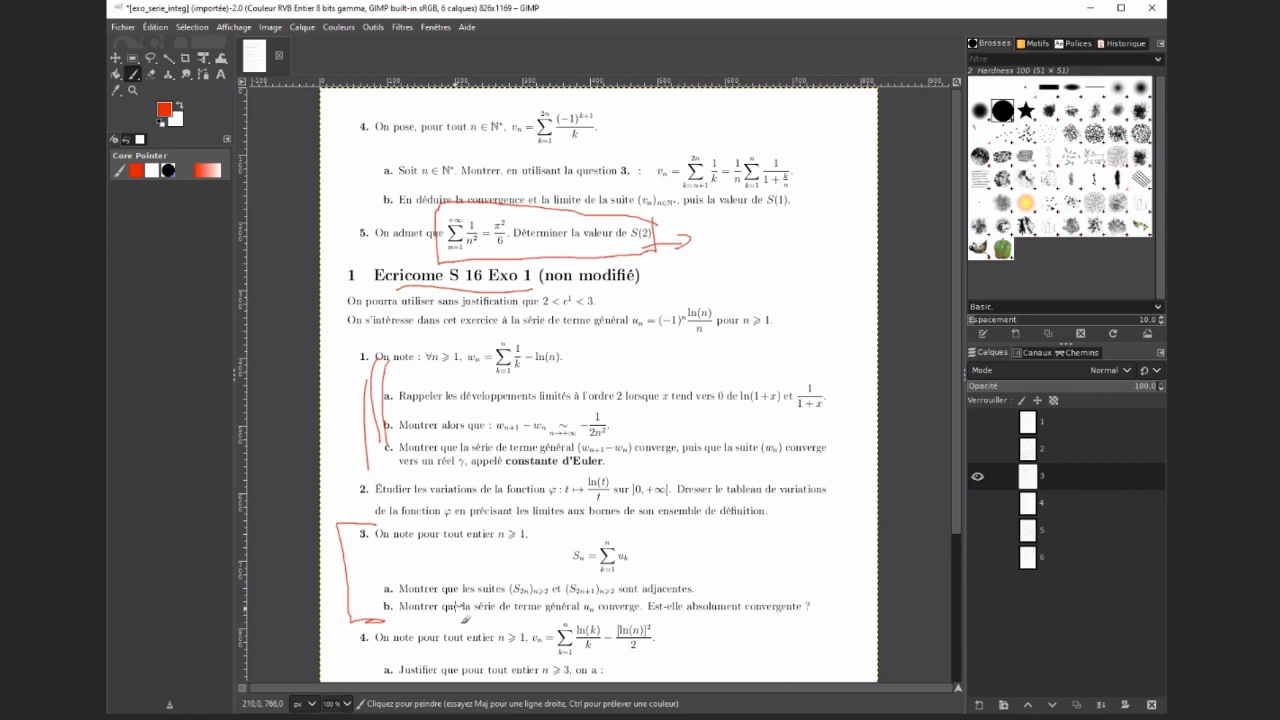 *[exo_serie_integ] (importée)-2.0 (Couleur RVB Entier 8 bits gamma, GIMP built-in sRGB, 6 calques) 826x1169 – GIMP
Fichier Édition Sélection Affichage Image Calque Couleurs Outils Filtres Fenêtres Aide
Brosses Motifs Aa Polices Historique
filtre
2. Hardness 100 (51 × 51)
Core Pointer
4. On pose, pour tout n ∈ ℕ*, v_n = ∑_{k=1}^{2n} (-1)^{k+1}/k.
a. Soit n ∈ ℕ*. Montrer, en utilisant la question 3. : v_n = ∑_{k=n+1}^{2n} 1/k = 1/n ∑_{k=1}^{n} 1/(1 + k/n).
b. En déduire la convergence et la limite de la suite (v_n)_{n∈ℕ*}, puis la valeur de S(1).
5. On admet que ∑_{n=1}^{+∞} 1/n² = π²/6. Déterminer la valeur de S(2)
1 Ecricome S 16 Exo 1 (non modifié)
On pourra utiliser sans justification que 2 < e¹ < 3.
On s'intéresse dans cet exercice à la série de terme général u_n = (-1)^n ln(n)/n pour n ⩾ 1.
1. On note : ∀n ⩾ 1, w_n = ∑_{k=1}^{n} 1/k − ln(n).
a. Rappeler les développements limités à l'ordre 2 lorsque x tend vers 0 de ln(1+x) et 1/(1+x).
b. Montrer alors que : w_{n+1} − w_n ∼_{n→+∞} −1/(2n²).
c. Montrer que la série de terme général (w_{n+1}−w_n) converge, puis que la suite (w_n) converge
vers un réel γ, appelé constante d'Euler.
2. Étudier les variations de la fonction φ : t ↦ ln(t)/t sur ]0, +∞[. Dresser le tableau de variations
de la fonction φ en précisant les limites aux bornes de son ensemble de définition.
3. On note pour tout entier n ⩾ 1,
S_n = ∑_{k=1}^{n} u_k
a. Montrer que les suites (S_{2n})_{n⩾2} et (S_{2n+1})_{n⩾2} sont adjacentes.
b. Montrer que la série de terme général u_n converge. Est-elle absolument convergente ?
4. On note pour tout entier n ⩾ 1, v_n = ∑_{k=1}^{n} ln(k)/k − [ln(n)]²/2.
a. Justifier que pour tout entier n ⩾ 3, on a :
Basic,
Espacement 10,0
Calques Canaux Chemins
Mode Normal
Opacité 100,0
Verrouiller :
1
2
3
4
5
6
210,0, 766,0 px 100 % Cliquez pour peindre (essayez Maj pour une ligne droite, Ctrl pour prélever une couleur)